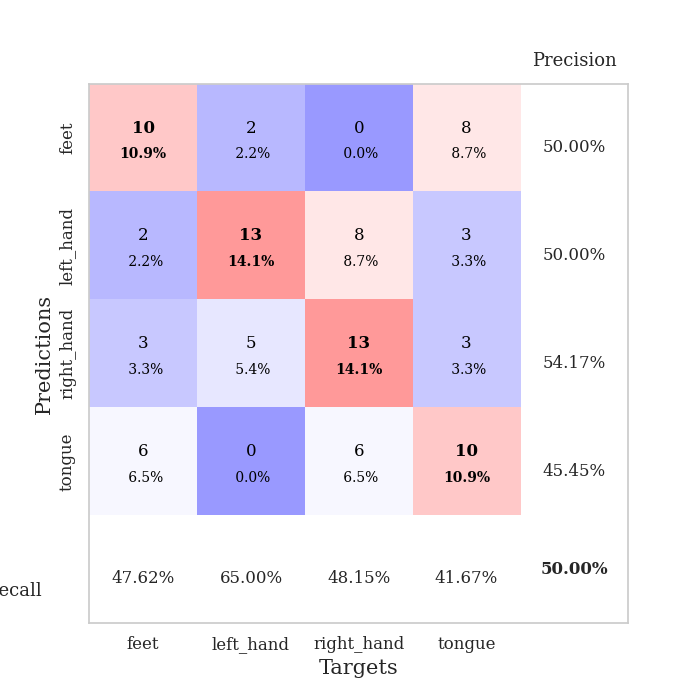 Precision
feet
10 2 0 8
10.9% 2.2% 0.0% 8.7%
50.00%
left_hand
2 13 8 3
2.2% 14.1% 8.7% 3.3%
50.00%
right_hand
3 5 13 3
3.3% 5.4% 14.1% 3.3%
54.17%
tongue
6 0 6 10
6.5% 0.0% 6.5% 10.9%
45.45%
Predictions
ecall
47.62% 65.00% 48.15% 41.67% 50.00%
feet left_hand right_hand tongue
Targets